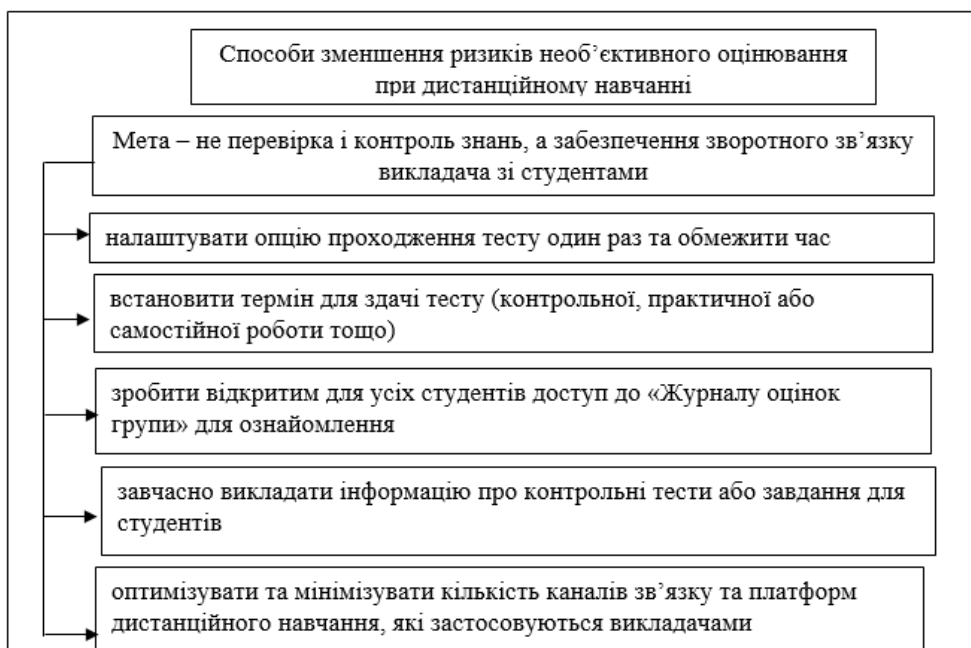 Способи зменшення ризиків необ’єктивного оцінювання
при дистанційному навчанні
Мета – не перевірка і контроль знань, а забезпечення зворотного зв’язку
викладача зі студентами
налаштувати опцію проходження тесту один раз та обмежити час
встановити термін для здачі тесту (контрольної, практичної або
самостійної роботи тощо)
зробити відкритим для усіх студентів доступ до «Журналу оцінок
групи» для ознайомлення
завчасно викладати інформацію про контрольні тести або завдання для
студентів
оптимізувати та мінімізувати кількість каналів зв’язку та платформ
дистанційного навчання, які застосовуються викладачами